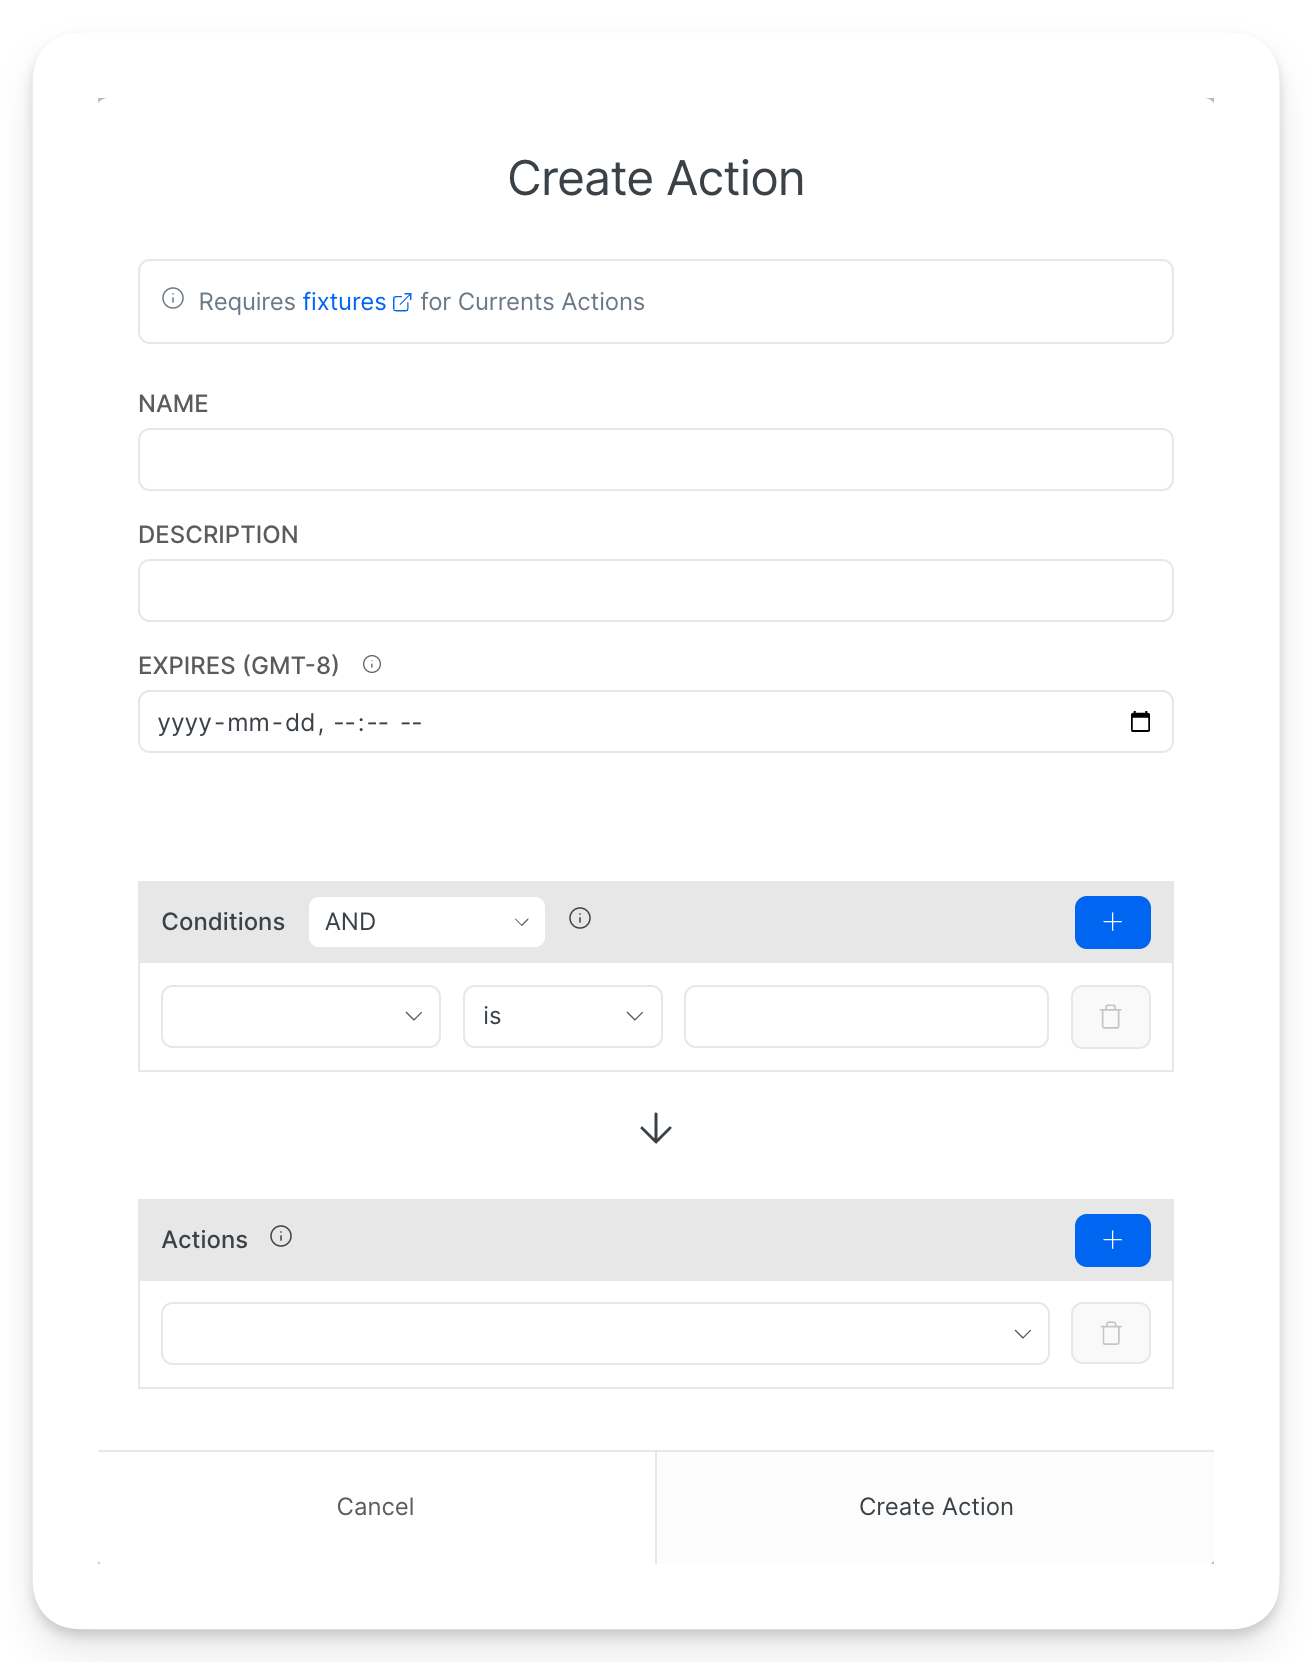 Create Action
Requires fixtures for Currents Actions
NAME
DESCRIPTION
EXPIRES (GMT-8)
yyyy-mm-dd, --:-- --
Conditions AND
is
Actions
Cancel Create Action